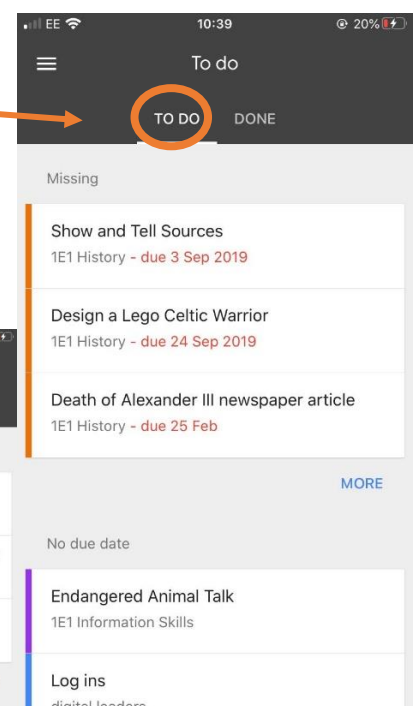 EE 10:39 20%
To do
TO DO DONE
Missing
Show and Tell Sources
1E1 History - due 3 Sep 2019
Design a Lego Celtic Warrior
1E1 History - due 24 Sep 2019
Death of Alexander III newspaper article
1E1 History - due 25 Feb
MORE
No due date
Endangered Animal Talk
1E1 Information Skills
Log ins
digital leaders